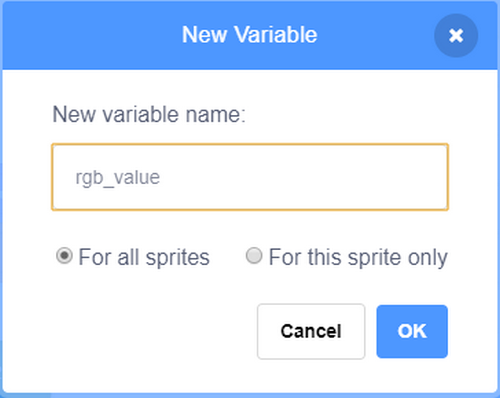 New Variable
New variable name:
rgb_value
For all sprites For this sprite only
Cancel OK